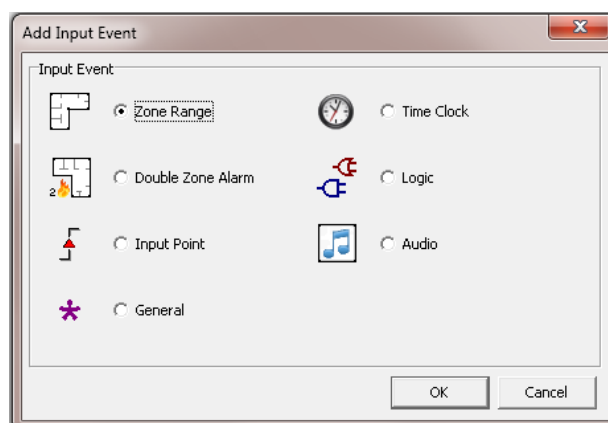 Add Input Event
Input Event
Zone Range
Time Clock
2
Double Zone Alarm
Logic
Input Point
Audio
General
OK
Cancel